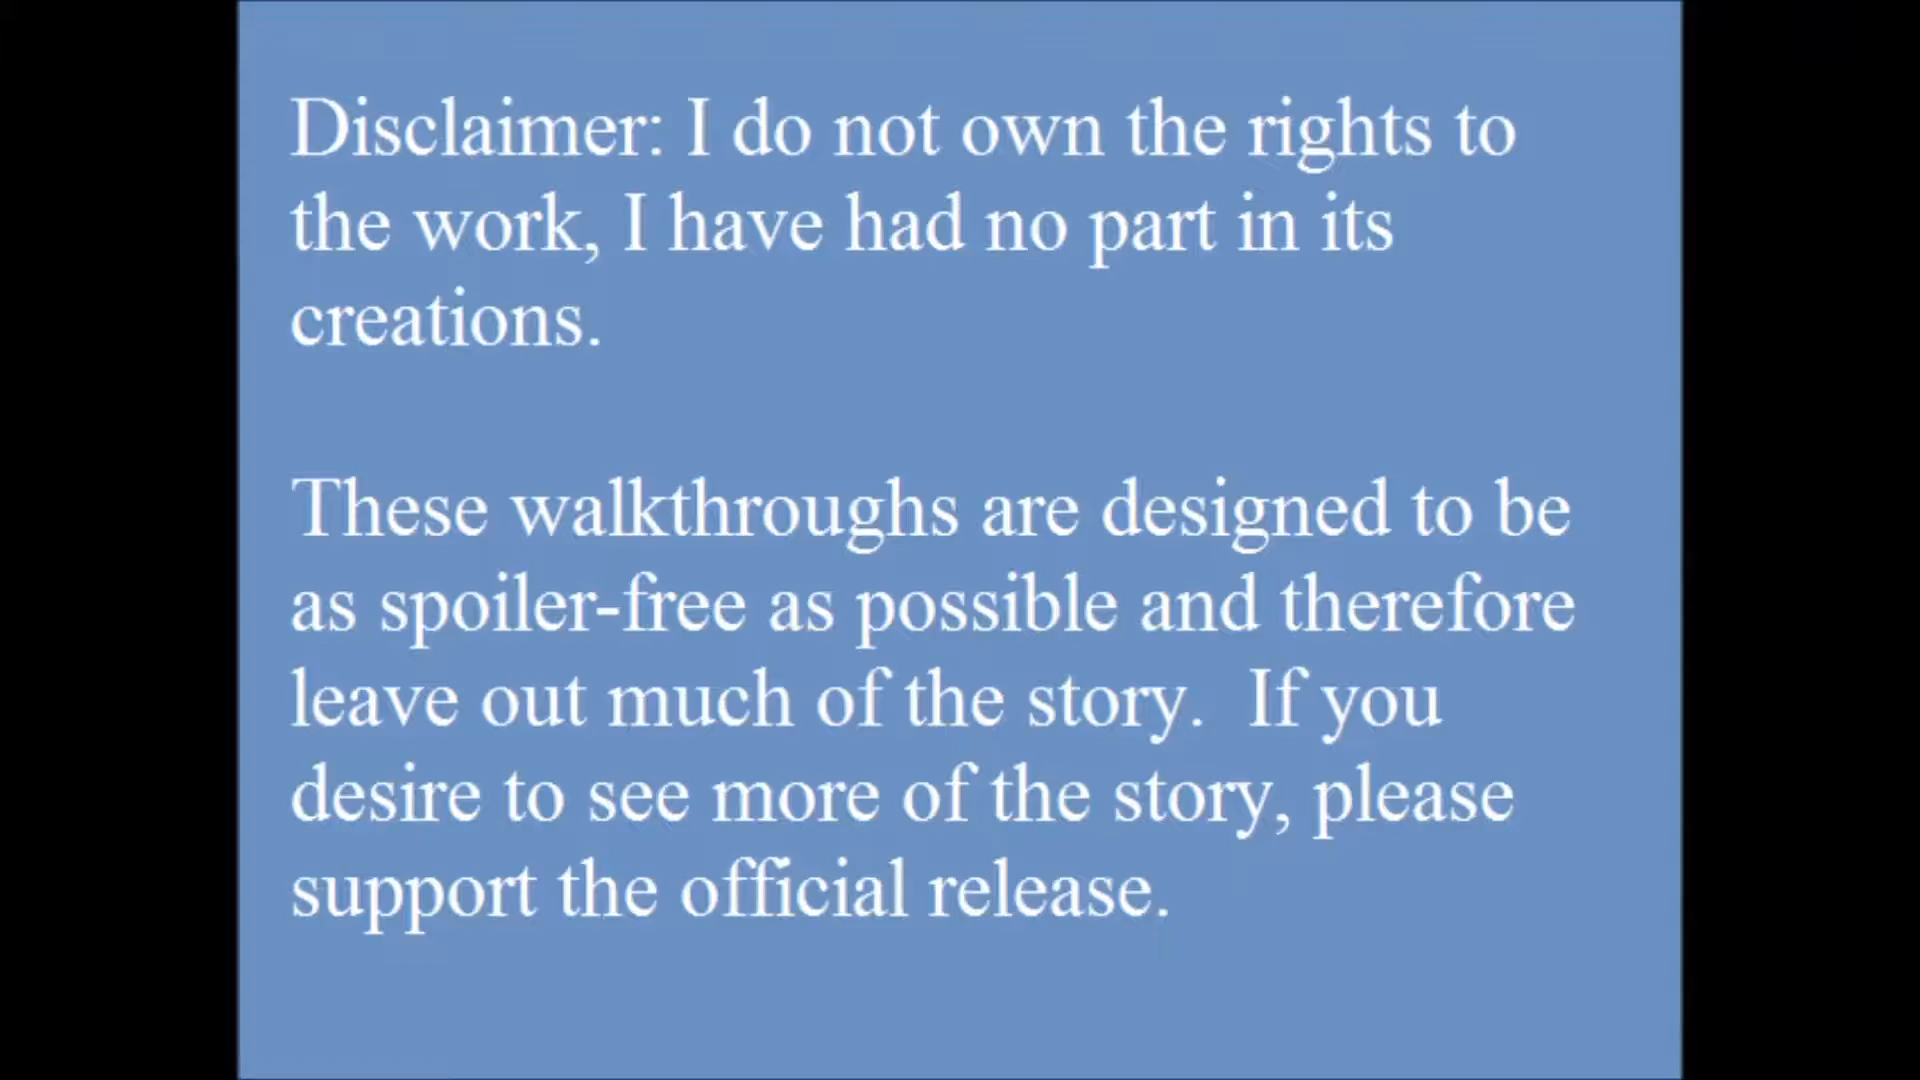 Disclaimer: I do not own the rights to
the work, I have had no part in its
creations.
These walkthroughs are designed to be
as spoiler-free as possible and therefore
leave out much of the story.  If you
desire to see more of the story, please
support the official release.